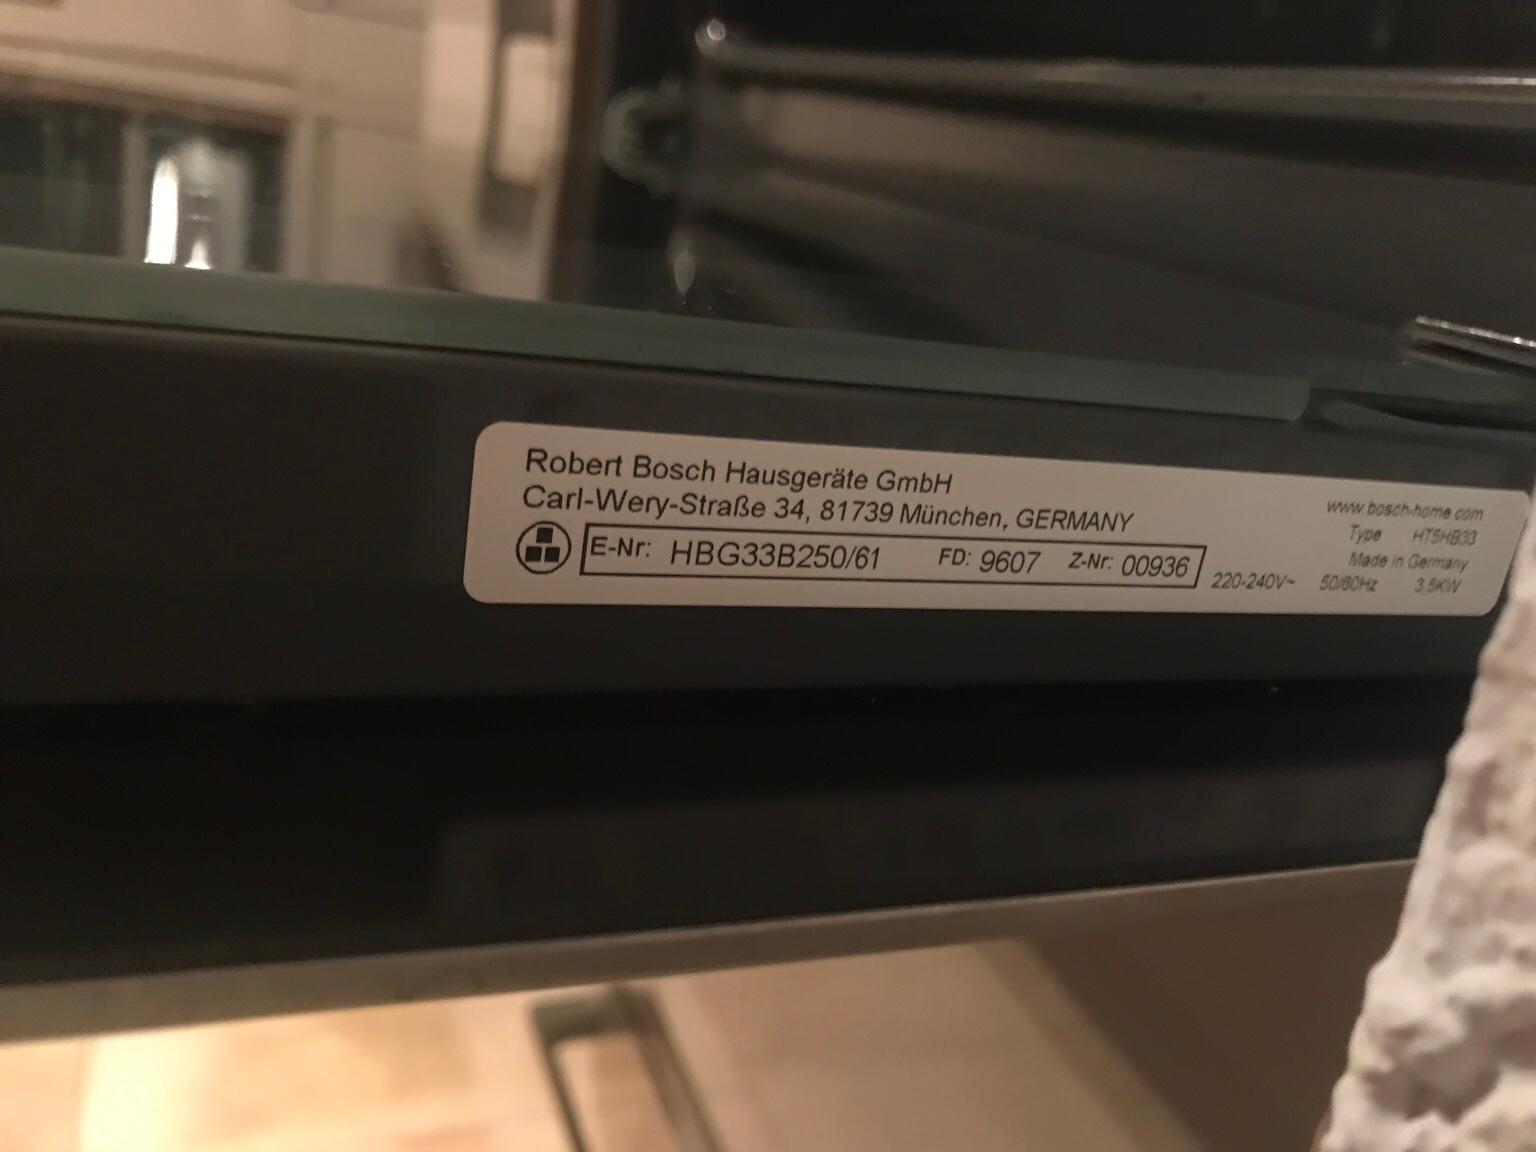 Robert Bosch Hausgeräte GmbH
Carl-Wery-Straße 34, 81739 München, GERMANY
E-Nr: HBG33B250/61 FD: 9607 Z-Nr: 00936
www.bosch-home.com
Type HT5HB33
Made in Germany
220-240V~ 50/60Hz 3,5KW